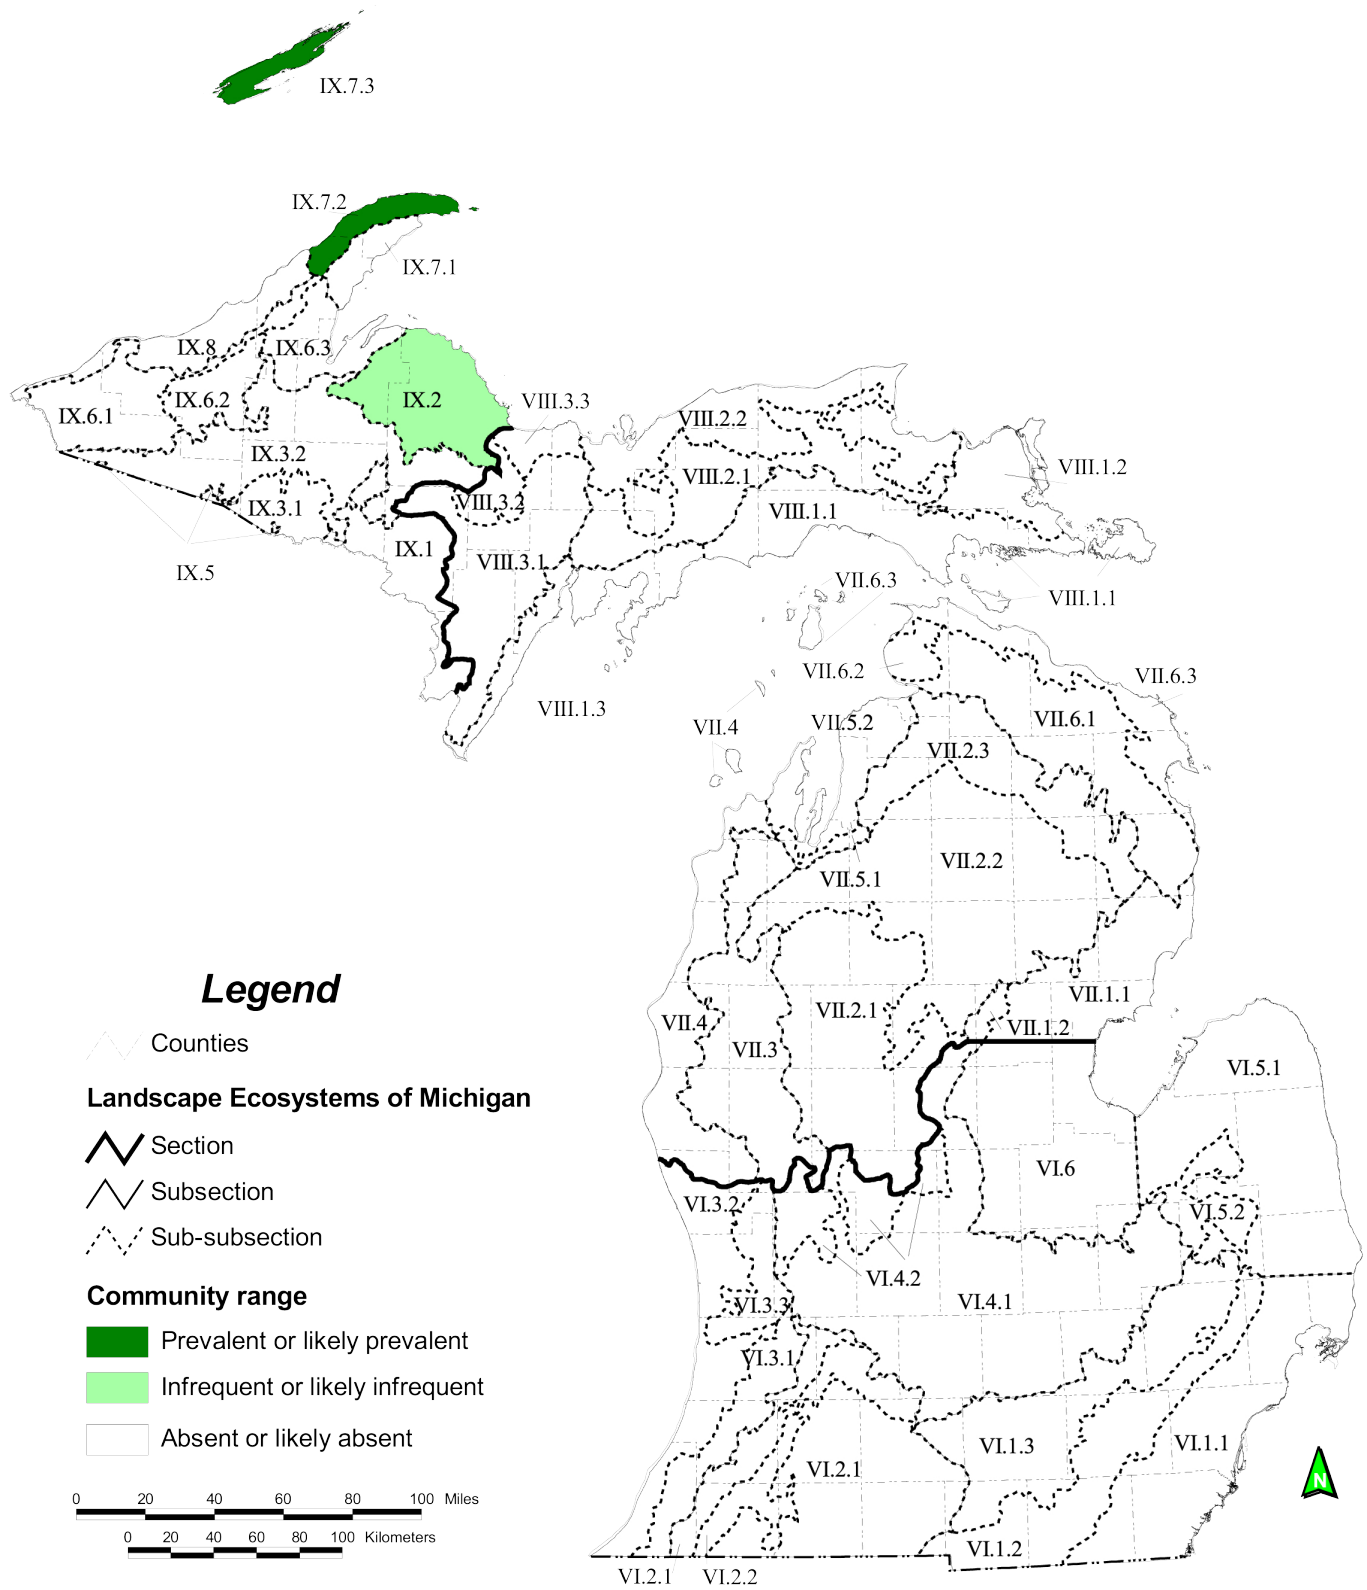 IX.7.3
IX.7.2
IX.7.1
IX.8
IX.6.3
IX.2
IX.6.2
IX.6.1
VIII.3.3
VIII.2.2
IX.3.2
VIII.2.1
VIII.1.2
VIII.3.2
IX.3.1
VIII.1.1
IX.1
VIII.3.1
IX.5
VII.6.3
VIII.1.1
VII.6.2
VII.6.3
VIII.1.3
VII.4
VII.5.2
VII.6.1
VII.2.3
VII.2.2
VII.5.1
VII.1.1
VII.4
VII.2.1
VII.1.2
VII.3
VI.5.1
VI.6
VI.3.2
VI.5.2
VI.4.2
VI.3.3
VI.4.1
VI.3.1
VI.1.3
VI.1.1
VI.2.1
VI.1.2
VI.2.1
VI.2.2
N
Legend
Counties
Landscape Ecosystems of Michigan
Section
Subsection
Sub-subsection
Community range
Prevalent or likely prevalent
Infrequent or likely infrequent
Absent or likely absent
0 20 40 60 80 100 Miles
0 20 40 60 80 100 Kilometers